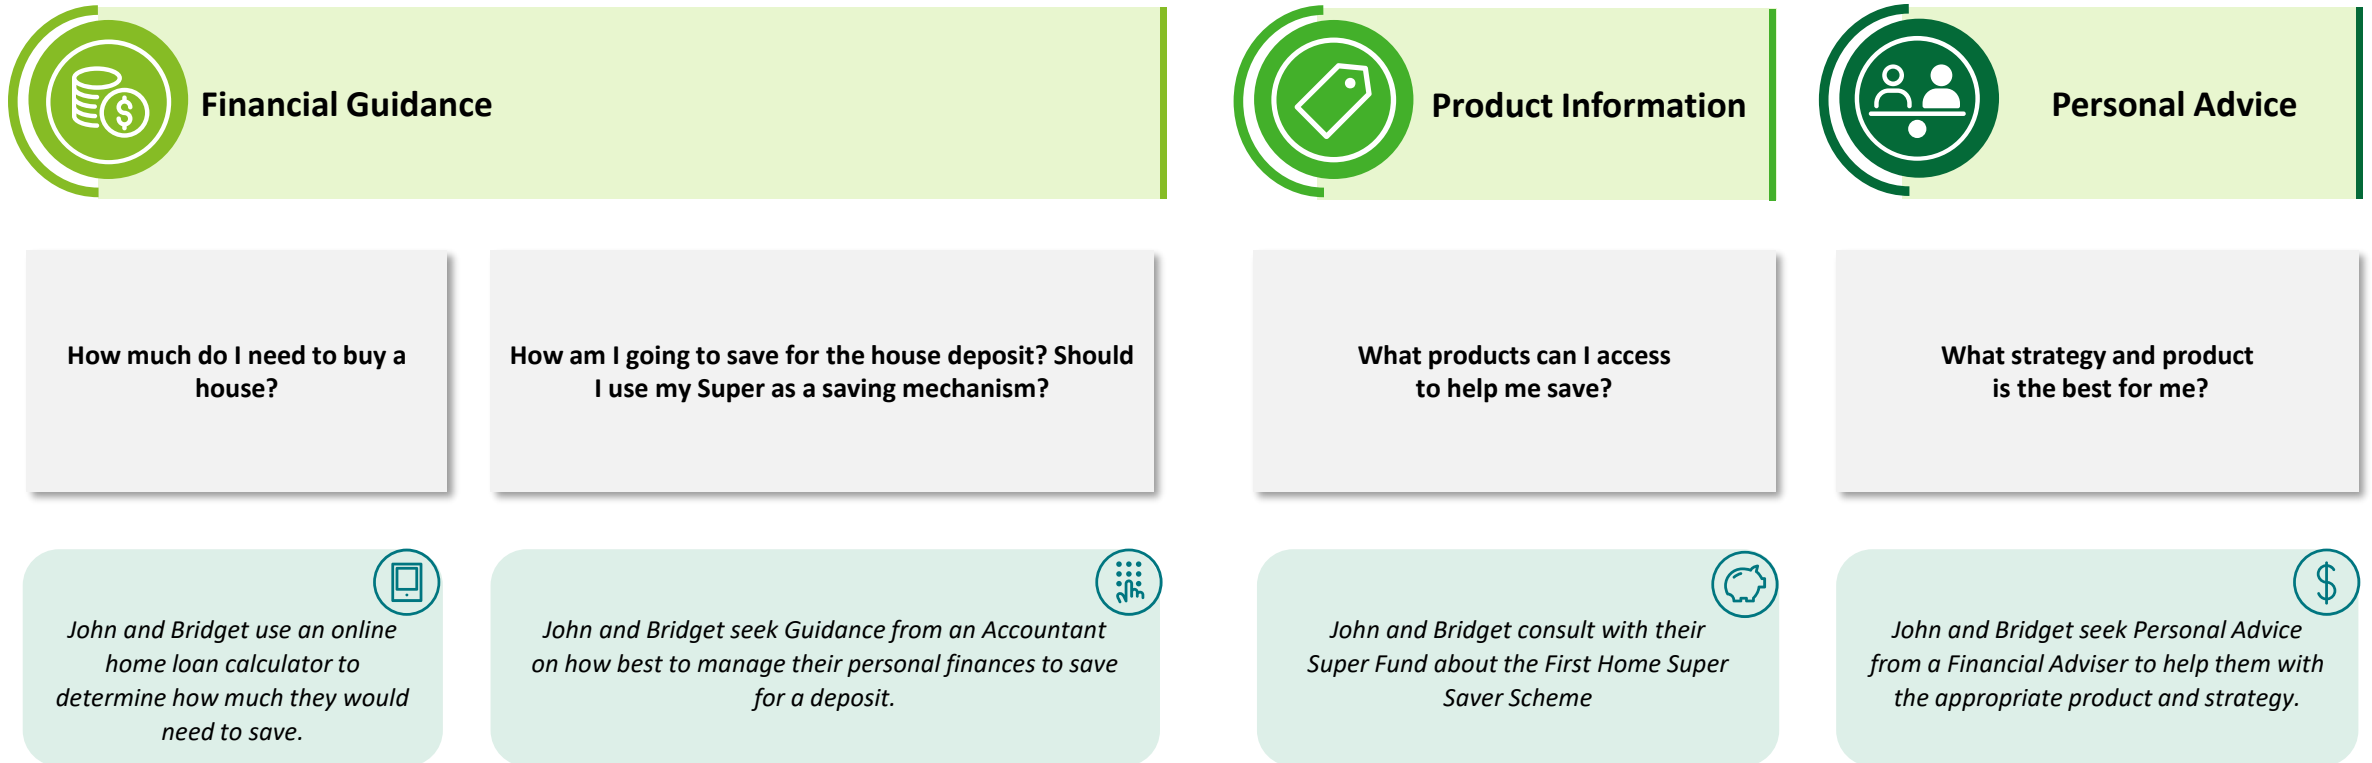 Financial Guidance
Product Information
Personal Advice
How much do I need to buy a
house?
How am I going to save for the house deposit? Should
I use my Super as a saving mechanism?
What products can I access
to help me save?
What strategy and product
is the best for me?
John and Bridget use an online
home loan calculator to
determine how much they would
need to save.
John and Bridget seek Guidance from an Accountant
on how best to manage their personal finances to save
for a deposit.
John and Bridget consult with their
Super Fund about the First Home Super
Saver Scheme
John and Bridget seek Personal Advice
from a Financial Adviser to help them with
the appropriate product and strategy.